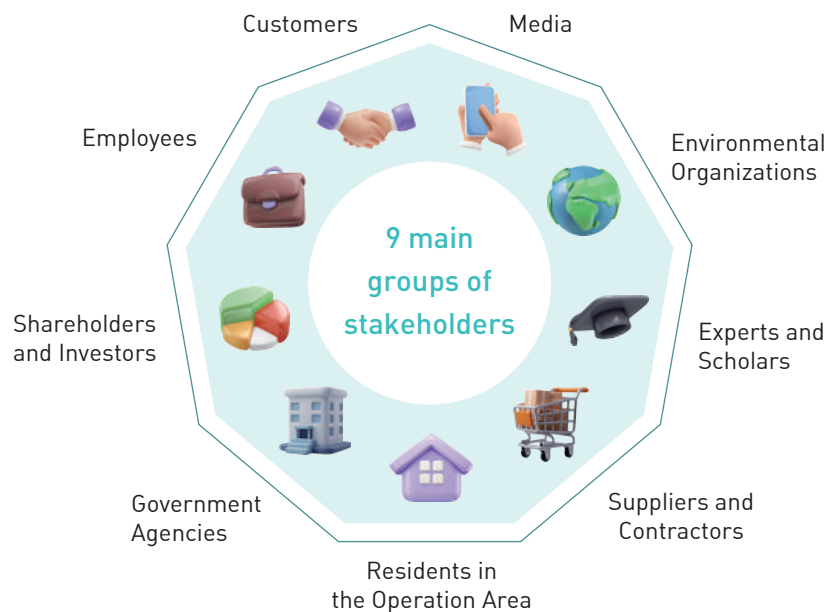 Customers
Media
Employees
Environmental
Organizations
9 main
groups of
stakeholders
Shareholders
and Investors
Experts and
Scholars
Government
Agencies
Suppliers and
Contractors
Residents in
the Operation Area